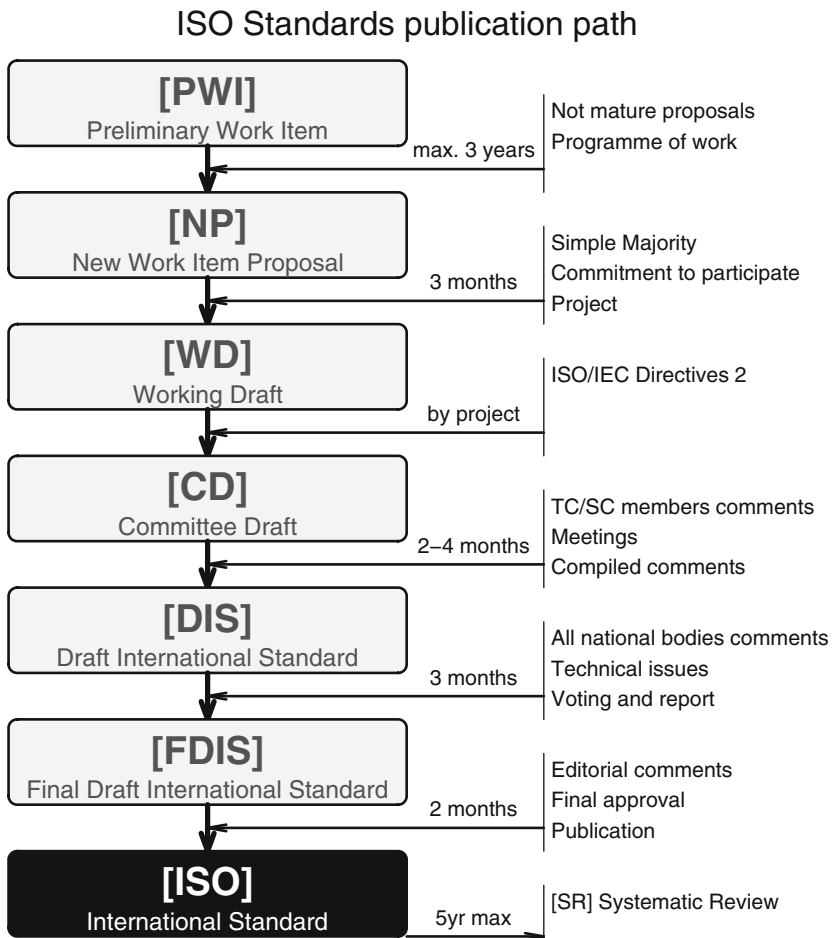 ISO Standards publication path
[PWI]
Preliminary Work Item
max. 3 years
Not mature proposals
Programme of work
[NP]
New Work Item Proposal
3 months
Simple Majority
Commitment to participate
Project
[WD]
Working Draft
by project
ISO/IEC Directives 2
[CD]
Committee Draft
2–4 months
TC/SC members comments
Meetings
Compiled comments
[DIS]
Draft International Standard
3 months
All national bodies comments
Technical issues
Voting and report
[FDIS]
Final Draft International Standard
2 months
Editorial comments
Final approval
Publication
[ISO]
International Standard
5yr max
[SR] Systematic Review